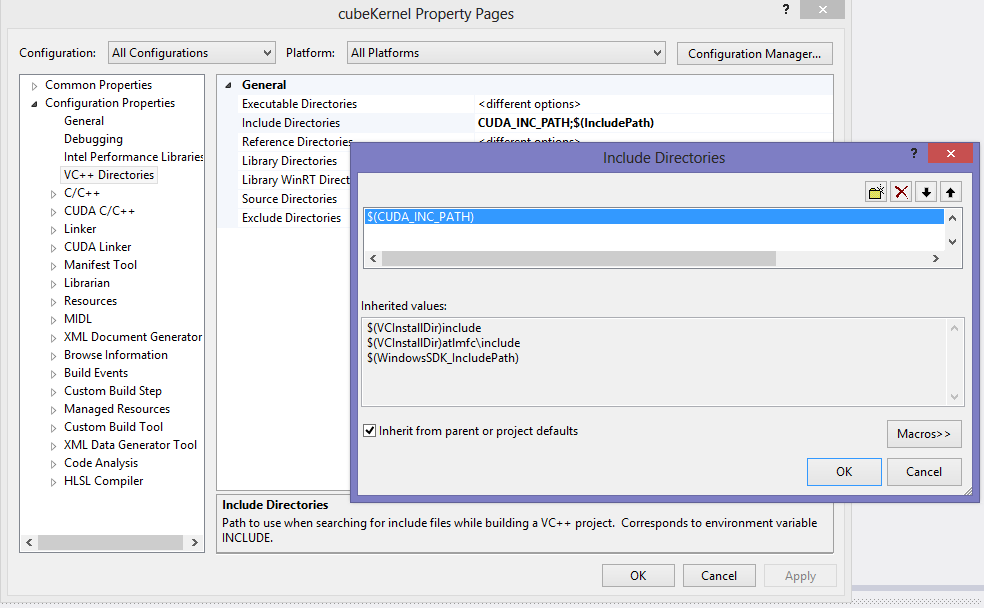 cubeKernel Property Pages
?
Configuration: All Configurations Platform: All Platforms Configuration Manager...
Common Properties
Configuration Properties
General
Debugging
Intel Performance Libraries
VC++ Directories
C/C++
CUDA C/C++
Linker
CUDA Linker
Manifest Tool
Librarian
Resources
MIDL
XML Document Generator
Browse Information
Build Events
Custom Build Step
Managed Resources
Custom Build Tool
XML Data Generator Tool
Code Analysis
HLSL Compiler
General
Executable Directories <different options>
Include Directories CUDA_INC_PATH;$(IncludePath)
Reference Directories <different options>
Library Directories
Library WinRT Direct
Source Directories
Exclude Directories
Include Directories
Path to use when searching for include files while building a VC++ project. Corresponds to environment variable
INCLUDE.
OK Cancel Apply
Include Directories
?
$(CUDA_INC_PATH)
Inherited values:
$(VCInstallDir)include
$(VCInstallDir)atlmfc\include
$(WindowsSDK_IncludePath)
Inherit from parent or project defaults
Macros>>
OK Cancel